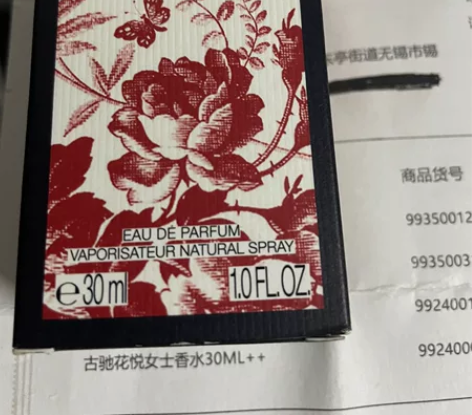 东亭街道无锡市锡
商品货号
99350012
9935003
9924001
992400
EAU DE PARFUM
VAPORISATEUR NATURAL SPRAY
℮30 ml 1.0 FL.OZ.
古驰花悦女士香水30ML++